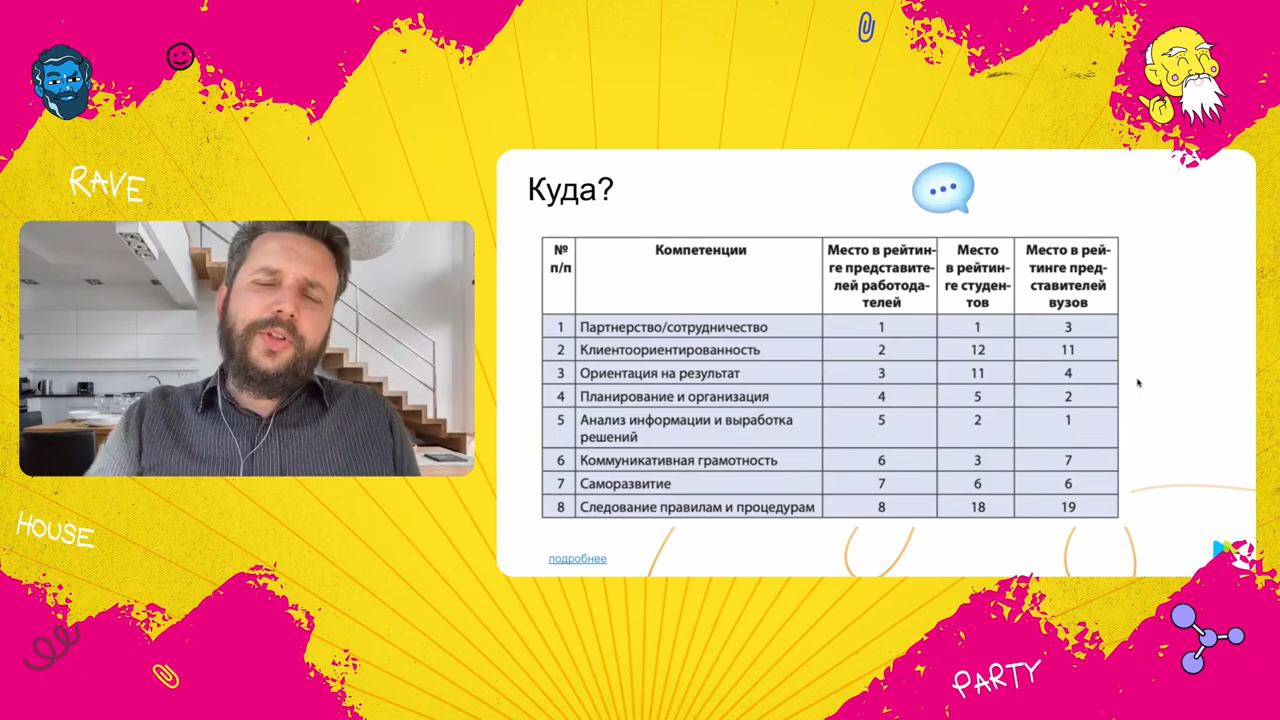 RAVE
HOUSE
PARTY
Куда?
№
п/п
Компетенции
Место в рейтин-
ге представите-
лей работода-
телей
Место
в рейтин-
ге студен-
тов
Место в рей-
тинге пред-
ставителей
вузов
1 Партнерство/сотрудничество 1 1 3
2 Клиентоориентированность 2 12 11
3 Ориентация на результат 3 11 4
4 Планирование и организация 4 5 2
5 Анализ информации и выработка 5 2 1
решений
6 Коммуникативная грамотность 6 3 7
7 Саморазвитие 7 6 6
8 Следование правилам и процедурам 8 18 19
подробнее